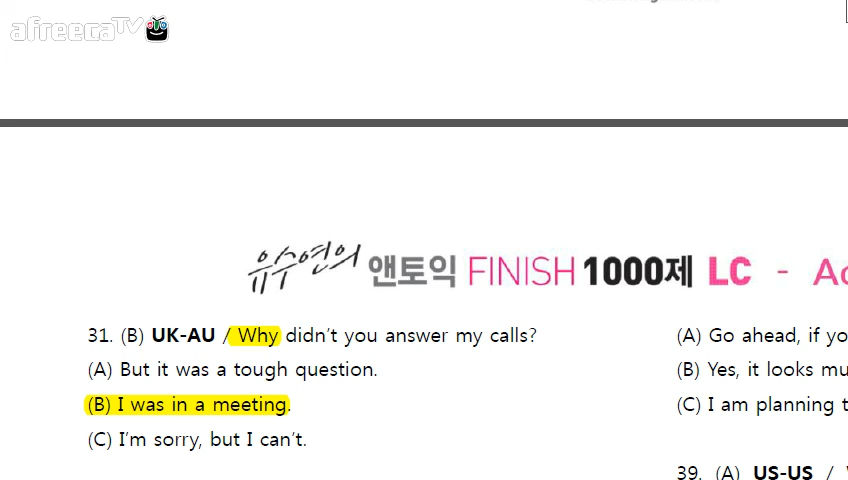 afreecaTV
유수연의 앤토익 FINISH 1000제 LC -
31. (B) UK-AU / Why didn't you answer my calls?
(A) But it was a tough question.
(B) I was in a meeting.
(C) I'm sorry, but I can't.
(A) Go ahead, if
(B) Yes, it looks
(C) I am planning
39. (A) US-US /